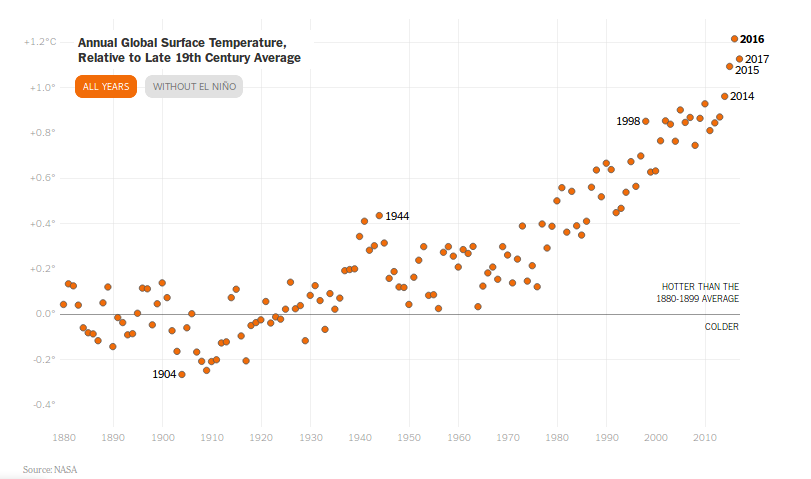 +1.2°C
Annual Global Surface Temperature,
Relative to Late 19th Century Average
ALL YEARS
WITHOUT EL NIÑO
2016
2017
2015
+1.0°
2014
+0.8°
1998
+0.6°
+0.4°
1944
+0.2°
HOTTER THAN THE
1880-1899 AVERAGE
0.0°
COLDER
-0.2°
1904
-0.4°
1880 1890 1900 1910 1920 1930 1940 1950 1960 1970 1980 1990 2000 2010
Source: NASA